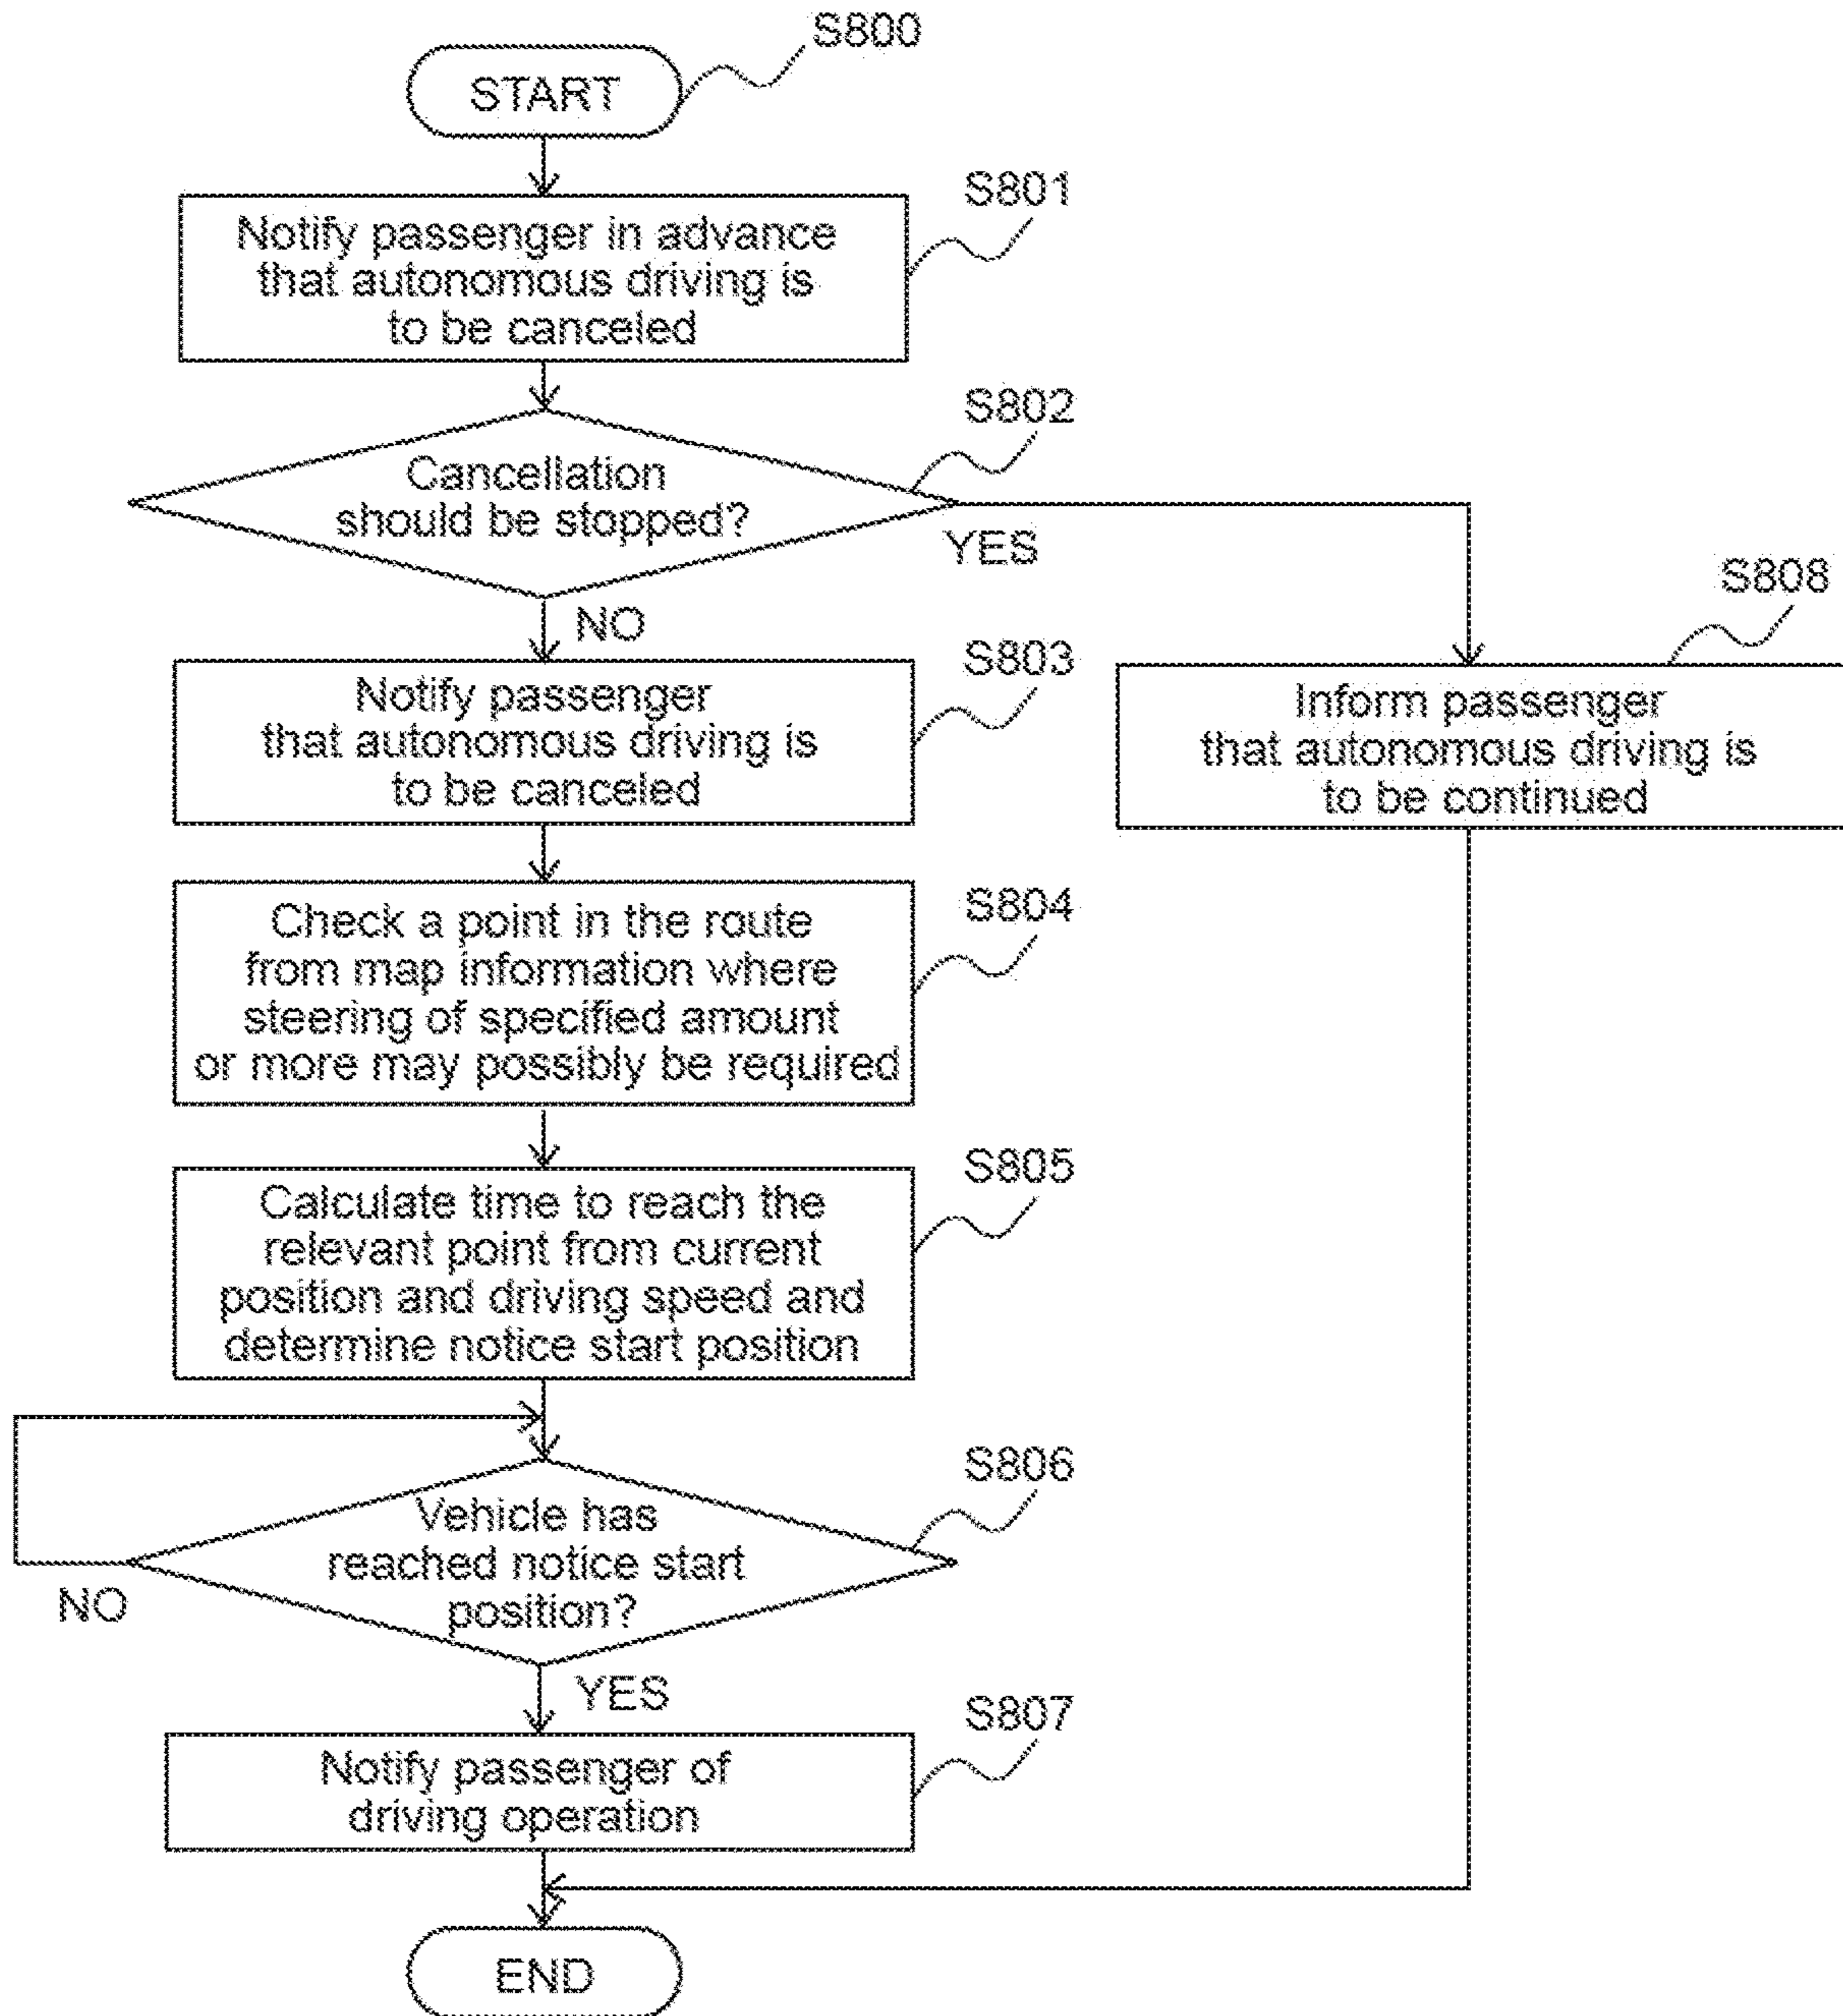 S800
START
S801
Notify passenger in advance
that autonomous driving is
to be canceled
S802
Cancellation
should be stopped?
YES
NO
S808
Inform passenger
that autonomous driving is
to be continued
S803
Notify passenger
that autonomous driving is
to be canceled
S804
Check a point in the route
from map information where
steering of specified amount
or more may possibly be required
S805
Calculate time to reach the
relevant point from current
position and driving speed and
determine notice start position
S806
Vehicle has
reached notice start
position?
NO
YES
S807
Notify passenger of
driving operation
END